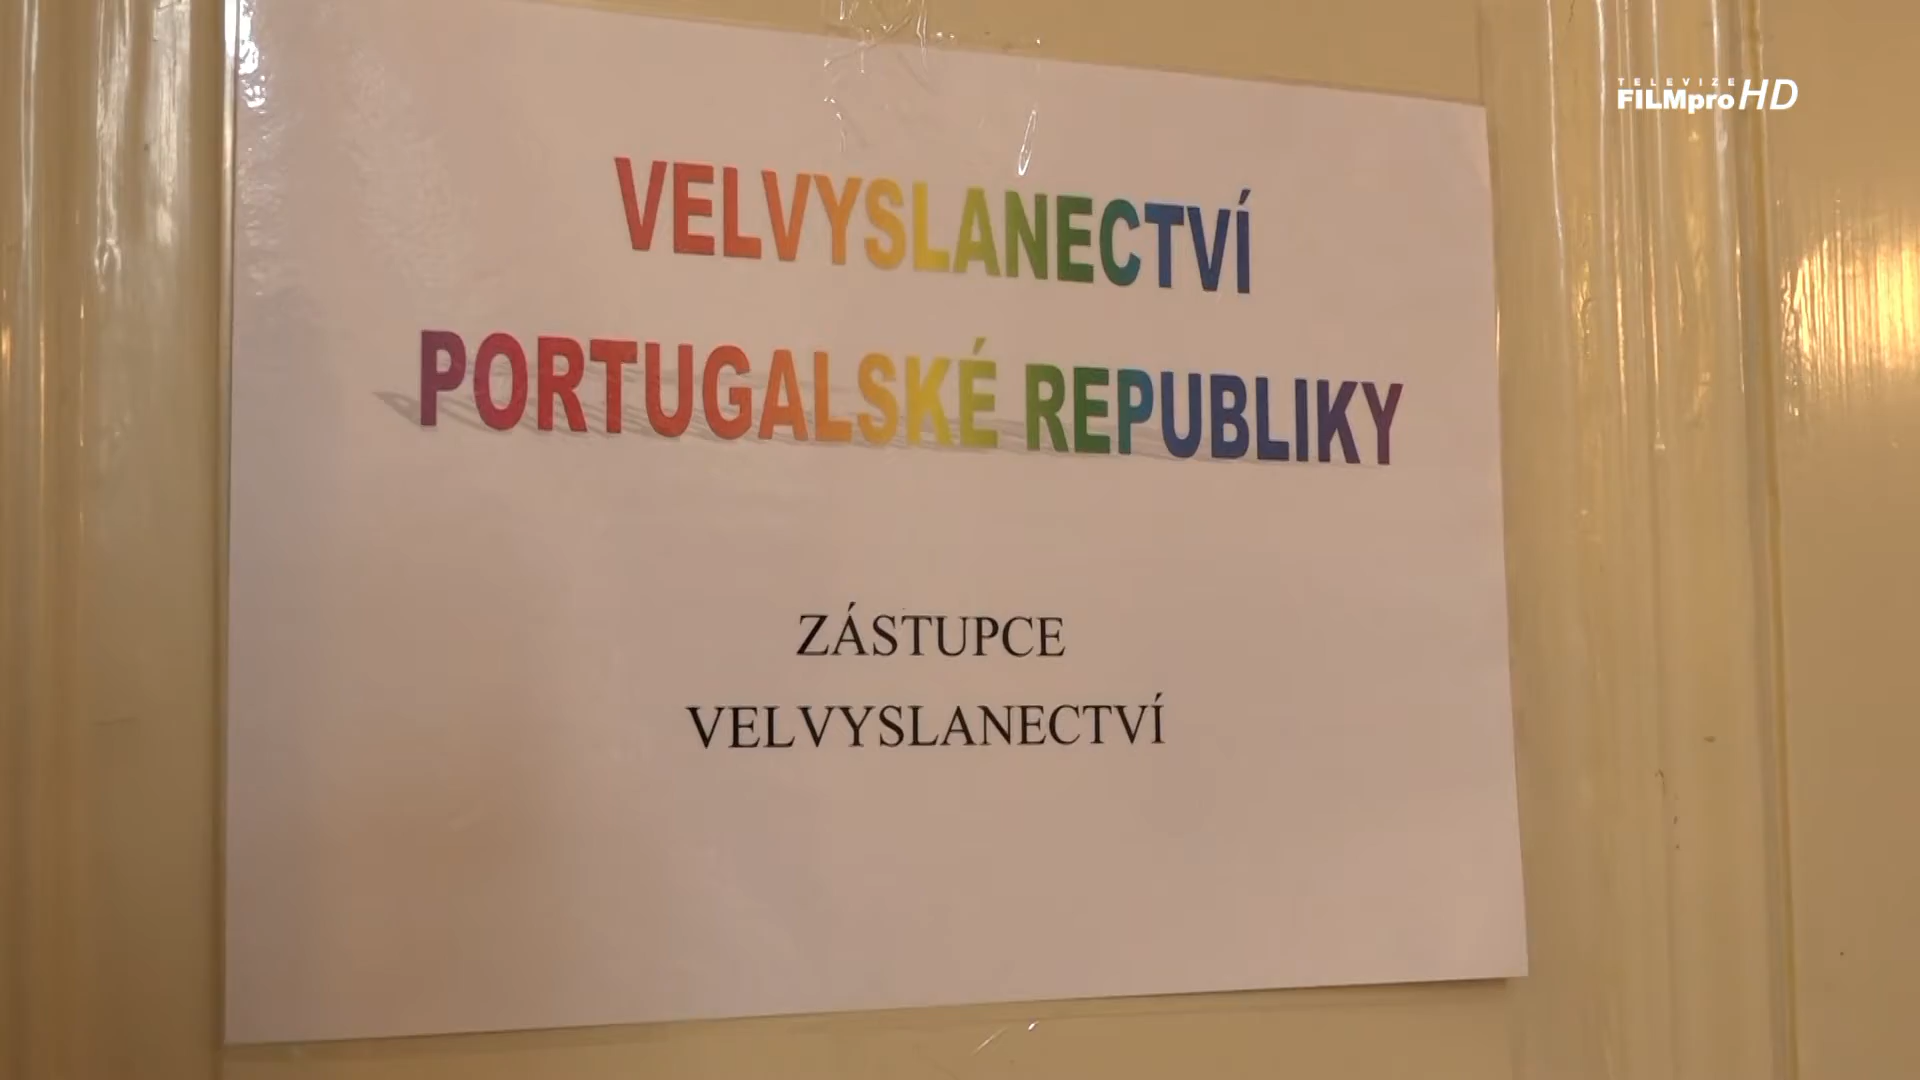 TELEVIZE
FILMpro HD
VELVYSLANECTVÍ
PORTUGALSKÉ REPUBLIKY
ZÁSTUPCE
VELVYSLANECTVÍ